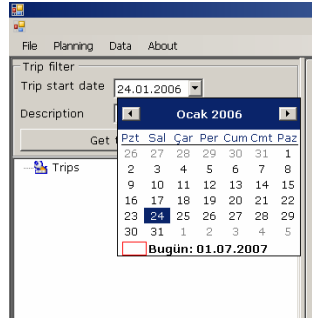 File Planning Data About
Trip filter
Trip start date 24.01.2006
Description
Ocak 2006
Get
Pzt Sal Çar Per Cum Cmt Paz
26 27 28 29 30 31 1
Trips
2 3 4 5 6 7 8
9 10 11 12 13 14 15
16 17 18 19 20 21 22
23 24 25 26 27 28 29
30 31 1 2 3 4 5
Bugün: 01.07.2007